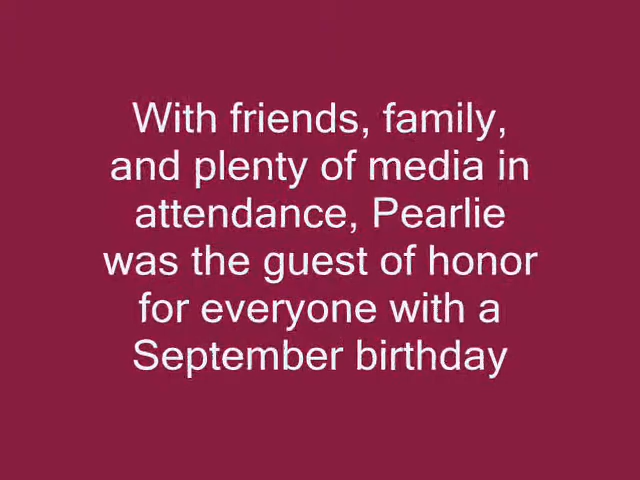 With friends, family,
and plenty of media in
attendance, Pearlie
was the guest of honor
for everyone with a
September birthday